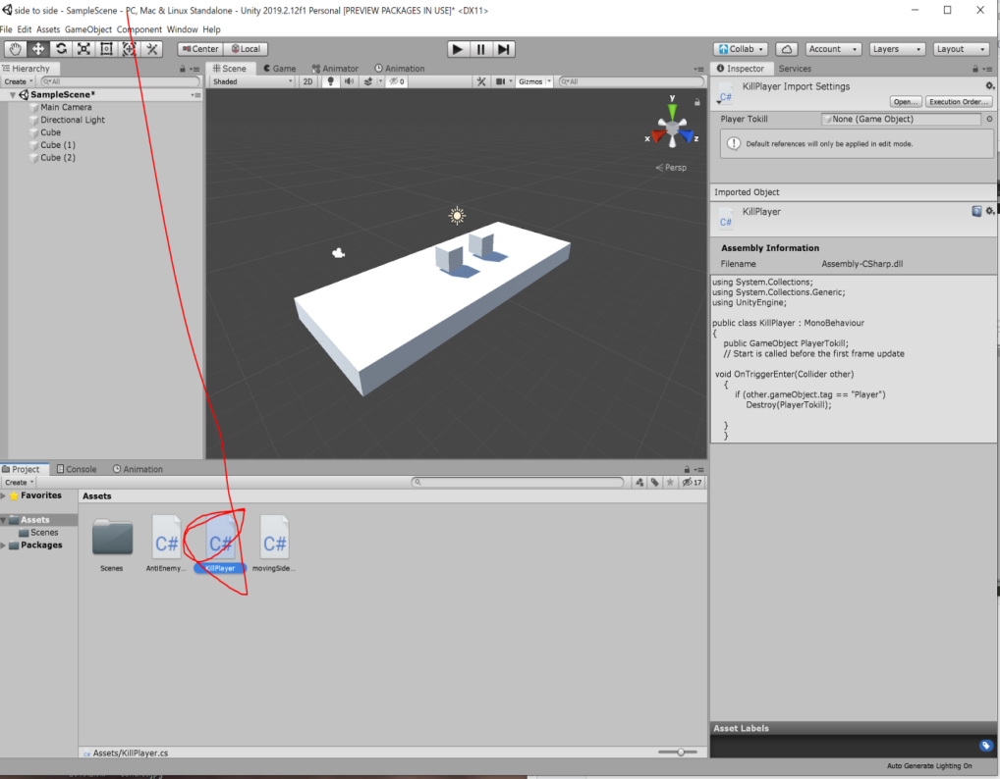 side to side - SampleScene - PC, Mac & Linux Standalone - Unity 2019.2.12f1 Personal [PREVIEW PACKAGES IN USE]* <DX11>
File Edit Assets GameObject Component Window Help
Center Local Collab Account Layers Layout
Hierarchy
Create All
SampleScene*
Main Camera
Directional Light
Cube
Cube (1)
Cube (2)
Scene Game Animator Animation
Shaded 2D 0 Gizmos All
y
x z
Persp
Inspector Services
KillPlayer Import Settings
C#
Open... Execution Order...
Player Tokill None (Game Object)
Default references will only be applied in edit mode.
Imported Object
KillPlayer
C#
Assembly Information
Filename Assembly-CSharp.dll
using System.Collections;
using System.Collections.Generic;
using UnityEngine;
public class KillPlayer : MonoBehaviour
{
public GameObject PlayerTokill;
// Start is called before the first frame update
void OnTriggerEnter(Collider other)
{
if (other.gameObject.tag == "Player")
Destroy(PlayerTokill);
}
}
Project Console Animation
Create 17
Favorites
Assets
Scenes
Packages
Assets
C# C# C#
Scenes AntiEnemy... KillPlayer movingSide...
Assets/KillPlayer.cs
Asset Labels
Auto Generate Lighting On